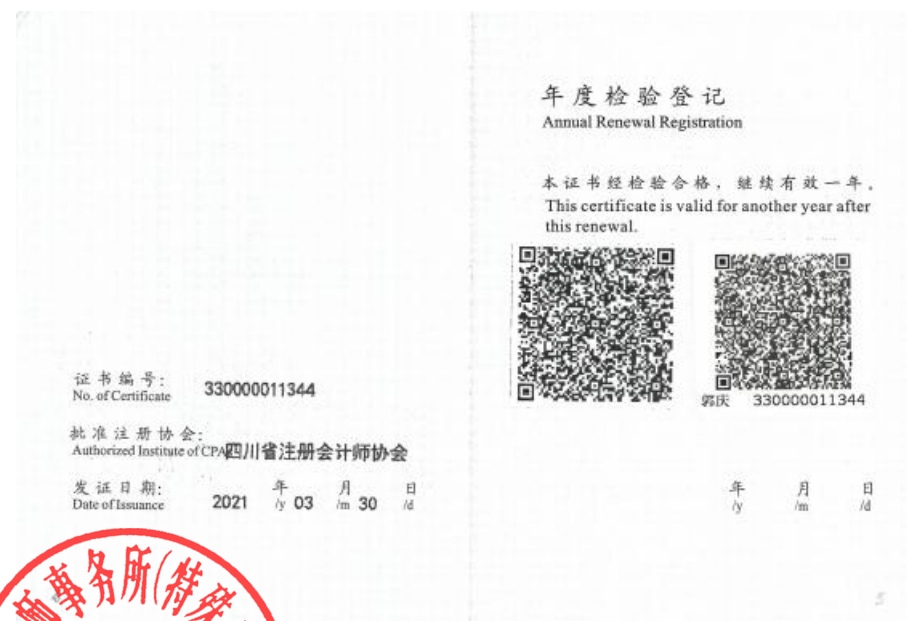 年度检验登记
Annual Renewal Registration
本证书经检验合格，继续有效一年。
This certificate is valid for another year after
this renewal.
郭庆 330000011344
证书编号：
No. of Certificate
330000011344
批准注册协会：
Authorized Institute of CPA
四川省注册会计师协会
发证日期：
Date of Issuance
2021 年 /y 03 月 /m 30 日 /d
年 /y 月 /m 日 /d
师事务所(特殊
5